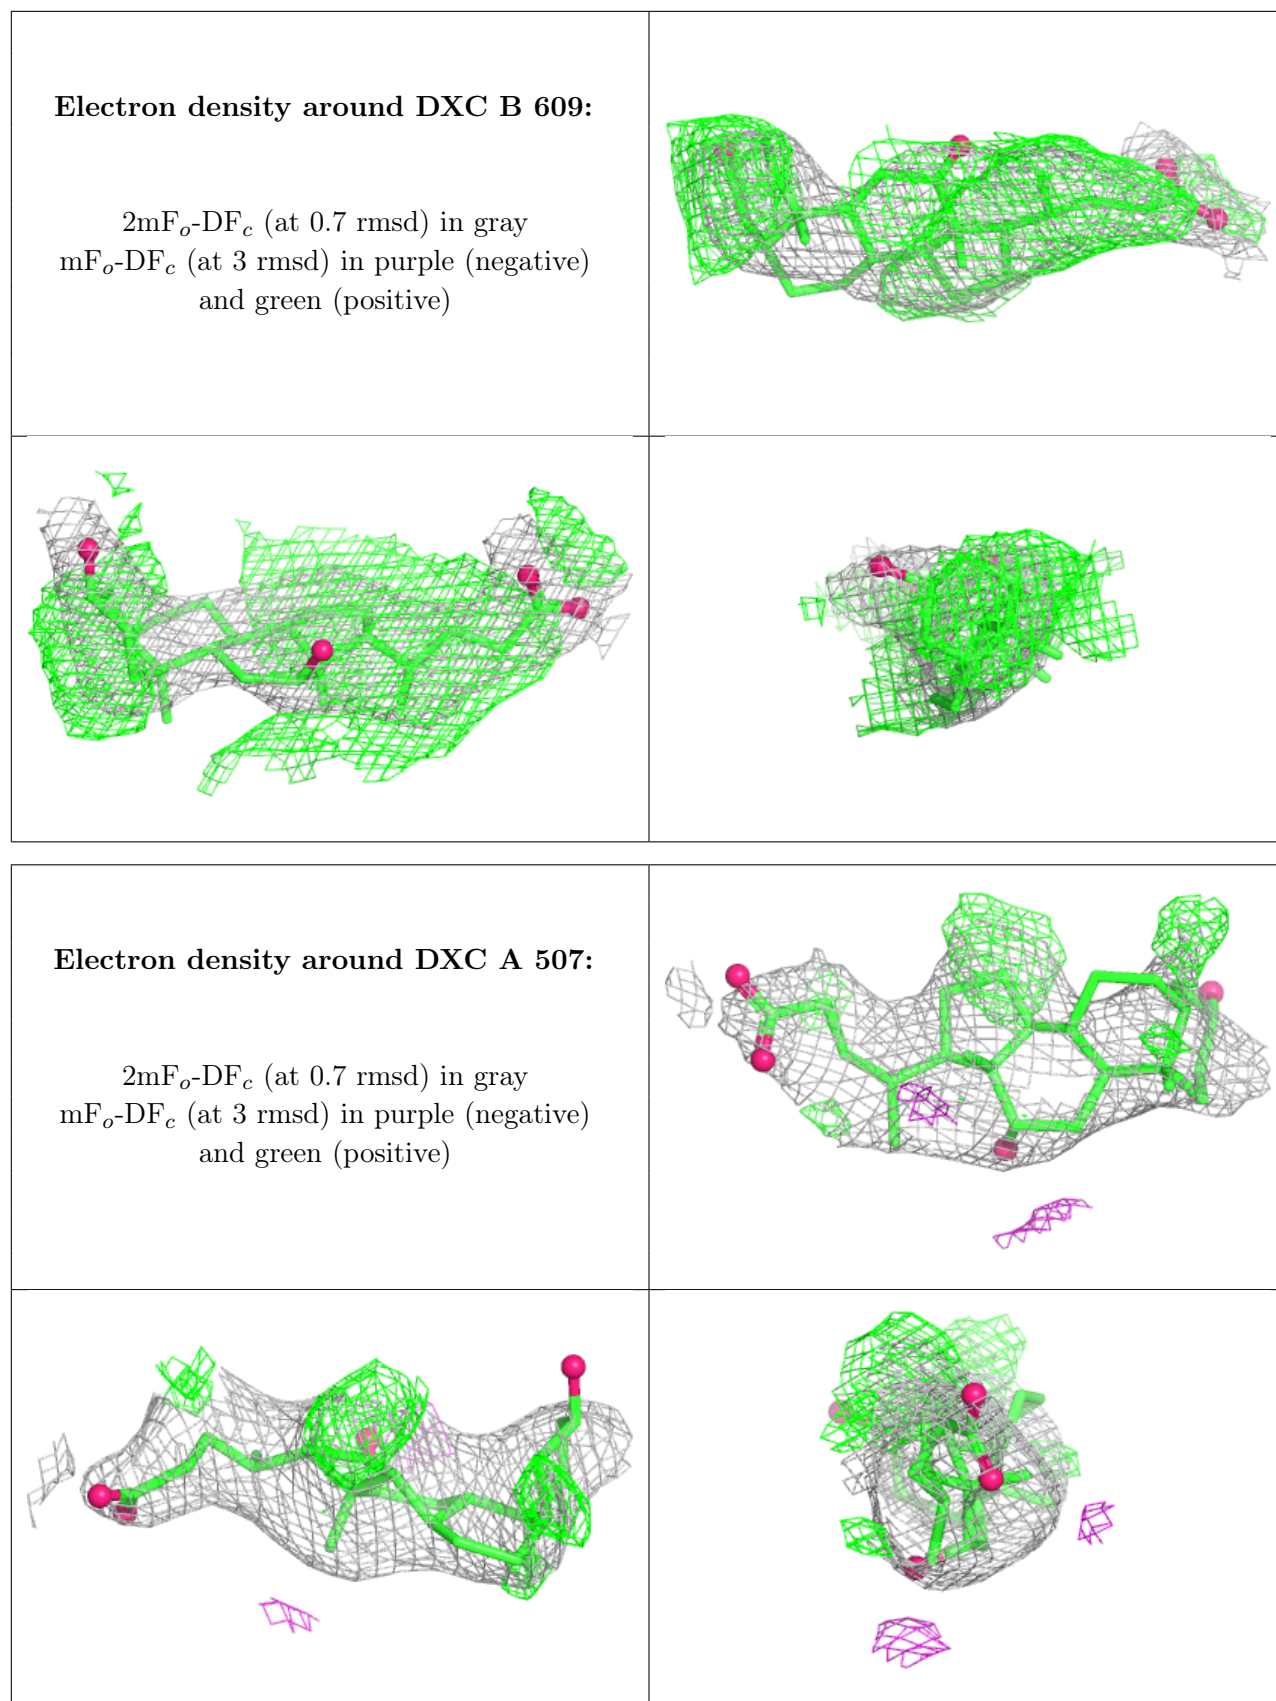 Electron density around DXC B 609:
2mFo-DFc (at 0.7 rmsd) in gray
mFo-DFc (at 3 rmsd) in purple (negative)
and green (positive)
Electron density around DXC A 507:
2mFo-DFc (at 0.7 rmsd) in gray
mFo-DFc (at 3 rmsd) in purple (negative)
and green (positive)